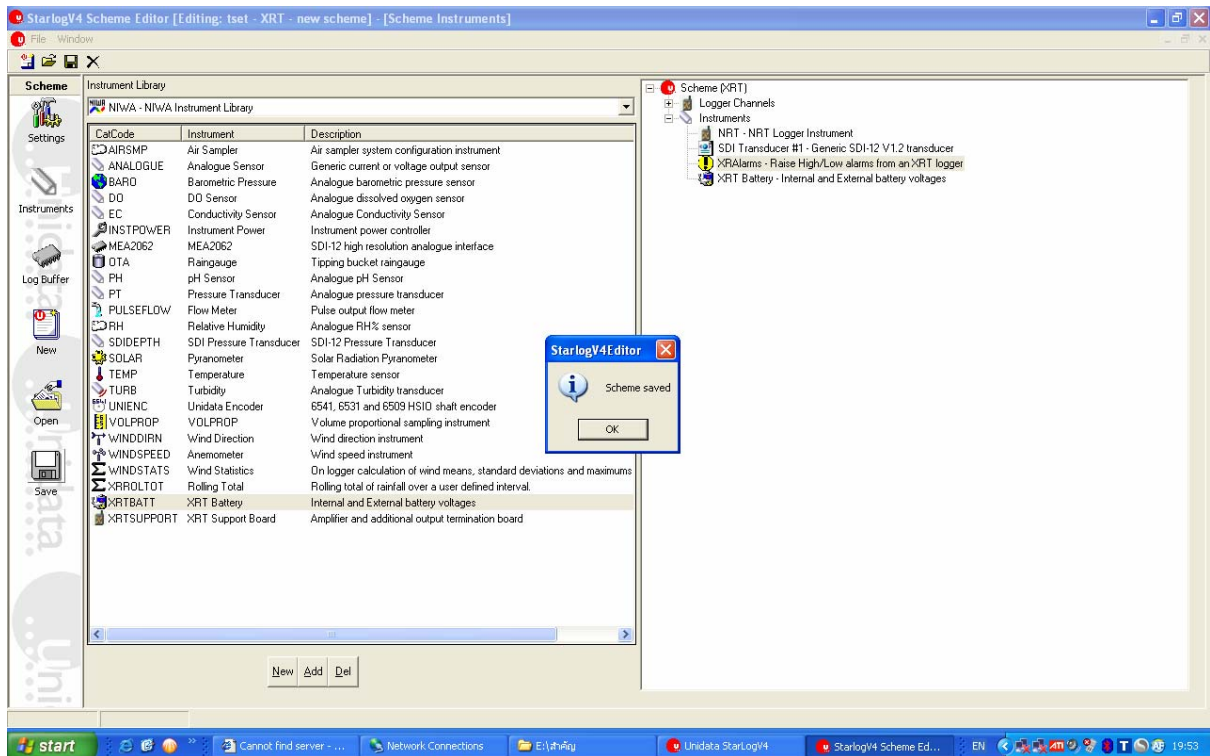 StarlogV4 Scheme Editor [Editing: tset - XRT - new scheme] - [Scheme Instruments]
File Window
Scheme
Settings
Instruments
Log Buffer
New
Open
Save
Instrument Library
NIWA - NIWA Instrument Library
CatCode Instrument Description
AIRSMP Air Sampler Air sampler system configuration instrument
ANALOGUE Analogue Sensor Generic current or voltage output sensor
BARO Barometric Pressure Analogue barometric pressure sensor
DO DO Sensor Analogue dissolved oxygen sensor
EC Conductivity Sensor Analogue Conductivity Sensor
INSTPOWER Instrument Power Instrument power controller
MEA2062 MEA2062 SDI-12 high resolution analogue interface
OTA Raingauge Tipping bucket raingauge
PH pH Sensor Analogue pH Sensor
PT Pressure Transducer Analogue pressure transducer
PULSEFLOW Flow Meter Pulse output flow meter
RH Relative Humidity Analogue RH% sensor
SDIDEPTH SDI Pressure Transducer SDI-12 Pressure Transducer
SOLAR Pyranometer Solar Radiation Pyranometer
TEMP Temperature Temperature sensor
TURB Turbidity Analogue Turbidity transducer
UNIENC Unidata Encoder 6541, 6531 and 6509 HSIO shaft encoder
VOLPROP VOLPROP Volume proportional sampling instrument
WINDDIRN Wind Direction Wind direction instrument
WINDSPEED Anemometer Wind speed instrument
WINDSTATS Wind Statistics On logger calculation of wind means, standard deviations and maximums
XRROLTOT Rolling Total Rolling total of rainfall over a user defined interval.
XRTBATT XRT Battery Internal and External battery voltages
XRTSUPPORT XRT Support Board Amplifier and additional output termination board
New Add Del
Scheme (XRT)
Logger Channels
Instruments
NRT - NRT Logger Instrument
SDI Transducer #1 - Generic SDI-12 V1.2 transducer
XRAlarms - Raise High/Low alarms from an XRT logger
XRT Battery - Internal and External battery voltages
StarlogV4Editor
Scheme saved
OK
start
Cannot find server - ...
Network Connections
E:\สำคัญ
Unidata StarLogV4
StarlogV4 Scheme Ed...
EN
19:53